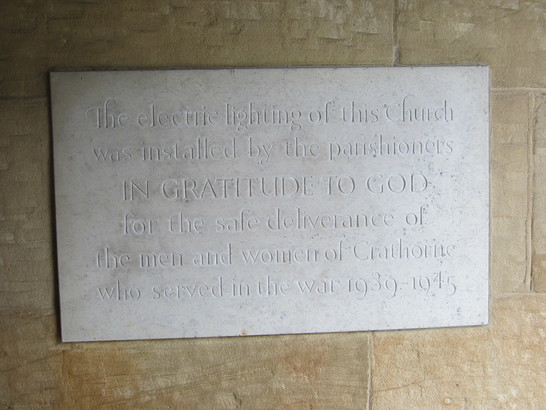 The electric lighting of this Church
was installed by the parishioners
IN GRATITUDE TO GOD
for the safe deliverance of
the men and women of Crathorne
who served in the war 1939-1945